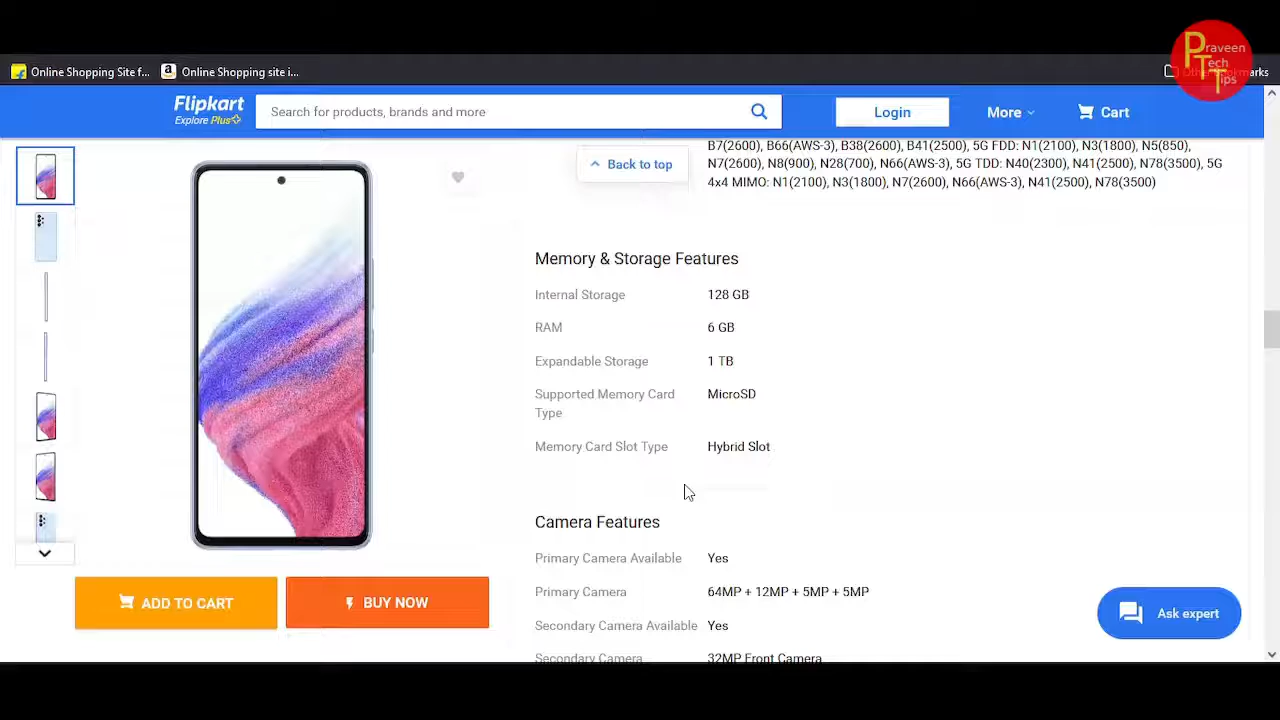 Online Shopping Site f...
Online Shopping site i...
Praveen
Tech
Tips
Flipkart
Explore Plus
Search for products, brands and more
Login
More
Cart
Back to top
B7(2600), B66(AWS-3), B38(2600), B41(2500), 5G FDD: N1(2100), N3(1800), N5(850),
N7(2600), N8(900), N28(700), N66(AWS-3), 5G TDD: N40(2300), N41(2500), N78(3500), 5G
4x4 MIMO: N1(2100), N3(1800), N7(2600), N66(AWS-3), N41(2500), N78(3500)
Memory & Storage Features
Internal Storage 128 GB
RAM 6 GB
Expandable Storage 1 TB
Supported Memory Card MicroSD
Type
Memory Card Slot Type Hybrid Slot
Camera Features
Primary Camera Available Yes
Primary Camera 64MP + 12MP + 5MP + 5MP
Secondary Camera Available Yes
Secondary Camera 32MP Front Camera
ADD TO CART
BUY NOW
Ask expert